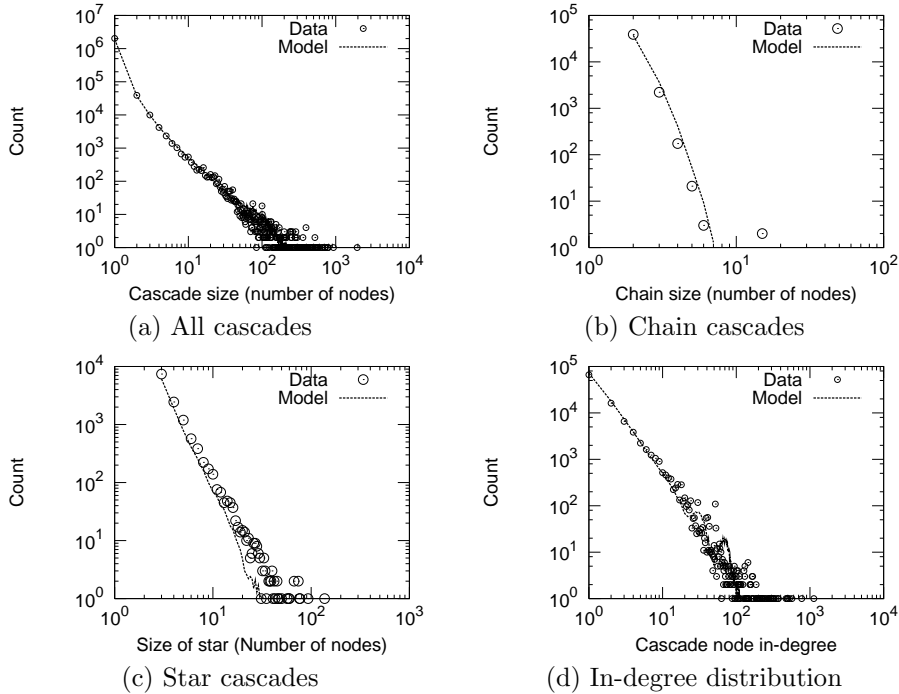 10^7
10^6
10^5
10^4
10^3
10^2
10^1
10^0
Count
Data
Model
10^0 10^1 10^2 10^3 10^4
Cascade size (number of nodes)
(a) All cascades
10^5
10^4
10^3
10^2
10^1
10^0
Count
Data
Model
10^0 10^1 10^2
Chain size (number of nodes)
(b) Chain cascades
10^4
10^3
10^2
10^1
10^0
Count
Data
Model
10^0 10^1 10^2 10^3
Size of star (Number of nodes)
(c) Star cascades
10^5
10^4
10^3
10^2
10^1
10^0
Count
Data
Model
10^0 10^1 10^2 10^3 10^4
Cascade node in-degree
(d) In-degree distribution